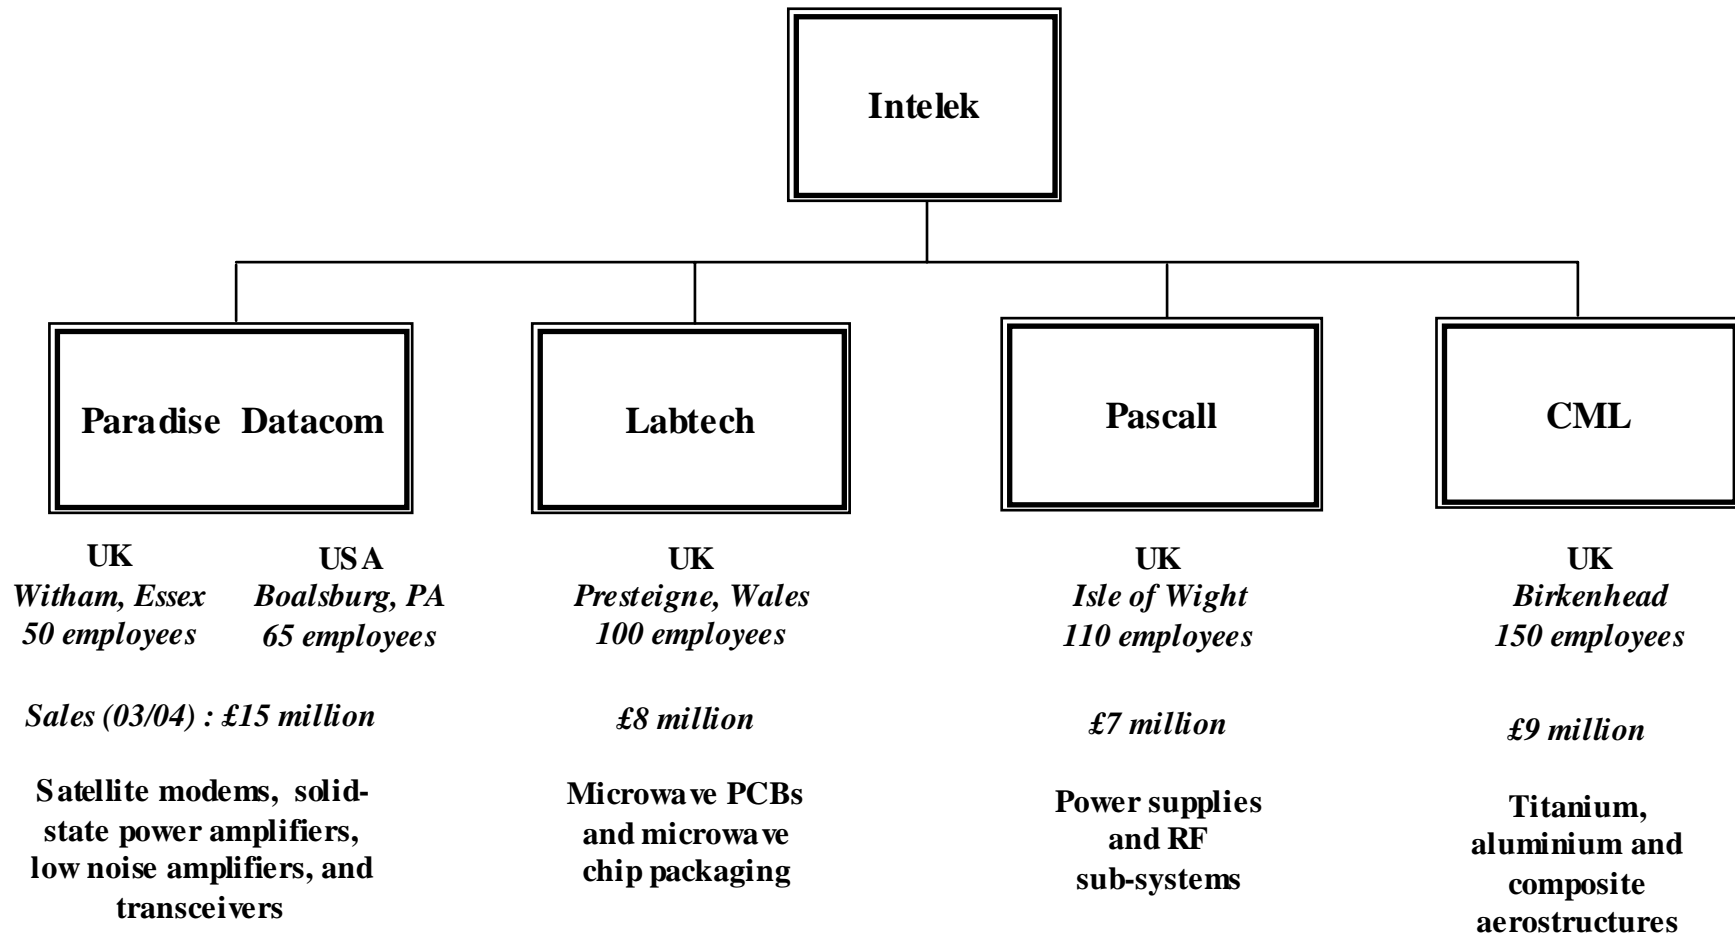 Intelek
Paradise Datacom
Labtech
Pascall
CML
UK
Witham, Essex
50 employees
USA
Boalsburg, PA
65 employees
UK
Presteigne, Wales
100 employees
UK
Isle of Wight
110 employees
UK
Birkenhead
150 employees
Sales (03/04) : £15 million
£8 million
£7 million
£9 million
Satellite modems, solid-
state power amplifiers,
low noise amplifiers, and
transceivers
Microwave PCBs
and microwave
chip packaging
Power supplies
and RF
sub-systems
Titanium,
aluminium and
composite
aerostructures